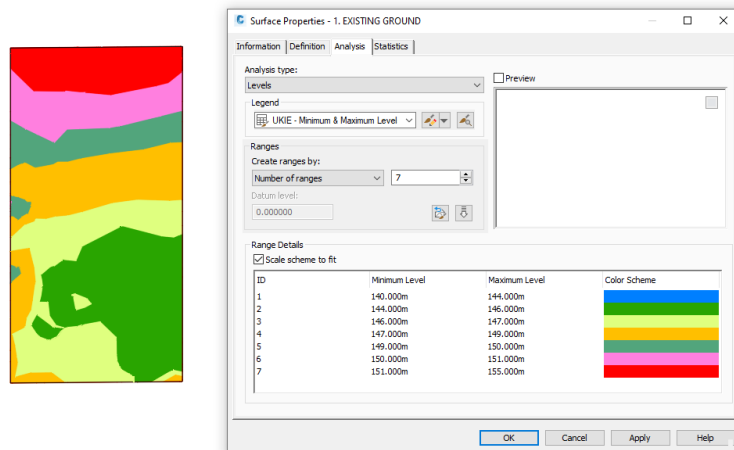 Surface Properties - 1. EXISTING GROUND
Information Definition Analysis Statistics
Analysis type:
Levels
Preview
Legend
UKIE - Minimum & Maximum Level
Ranges
Create ranges by:
Number of ranges 7
Datum level:
0.000000
Range Details
Scale scheme to fit
ID Minimum Level Maximum Level Color Scheme
1 140.000m 144.000m
2 144.000m 146.000m
3 146.000m 147.000m
4 147.000m 149.000m
5 149.000m 150.000m
6 150.000m 151.000m
7 151.000m 155.000m
OK Cancel Apply Help